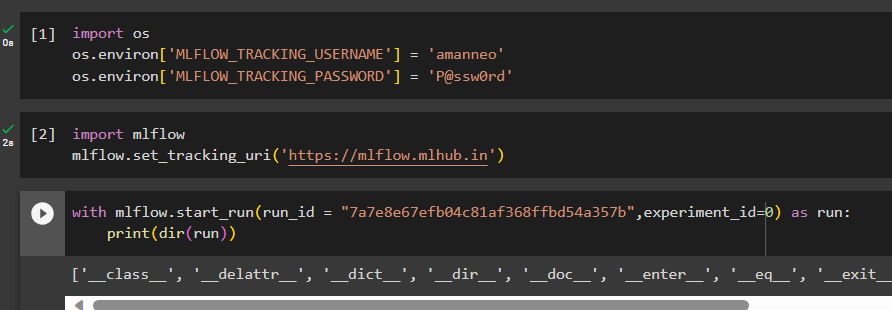 [1] import os
0s
os.environ['MLFLOW_TRACKING_USERNAME'] = 'amanneo'
os.environ['MLFLOW_TRACKING_PASSWORD'] = 'P@ssw0rd'
[2] import mlflow
2s
mlflow.set_tracking_uri('https://mlflow.mlhub.in')
with mlflow.start_run(run_id = "7a7e8e67efb04c81af368ffbd54a357b",experiment_id=0) as run:
    print(dir(run))
['__class__', '__delattr__', '__dict__', '__dir__', '__doc__', '__enter__', '__eq__', '__exit__